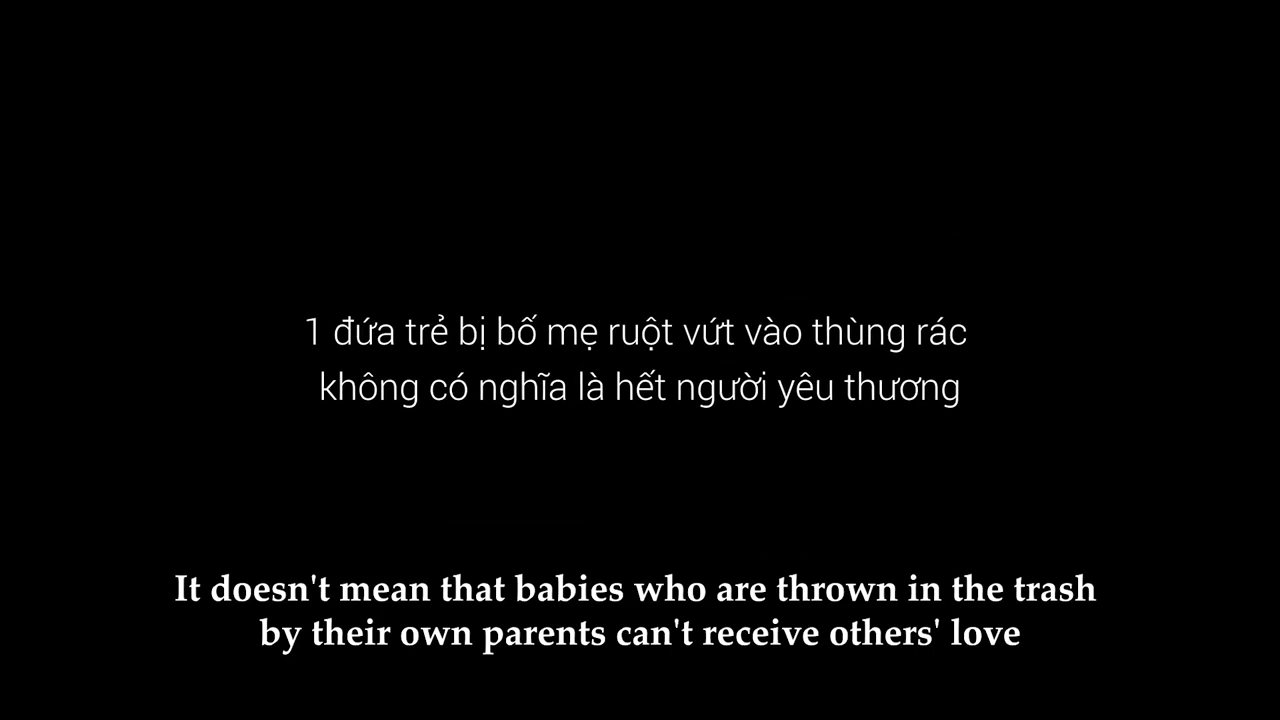 1 đứa trẻ bị bố mẹ ruột vứt vào thùng rác
không có nghĩa là hết người yêu thương
It doesn't mean that babies who are thrown in the trash
by their own parents can't receive others' love